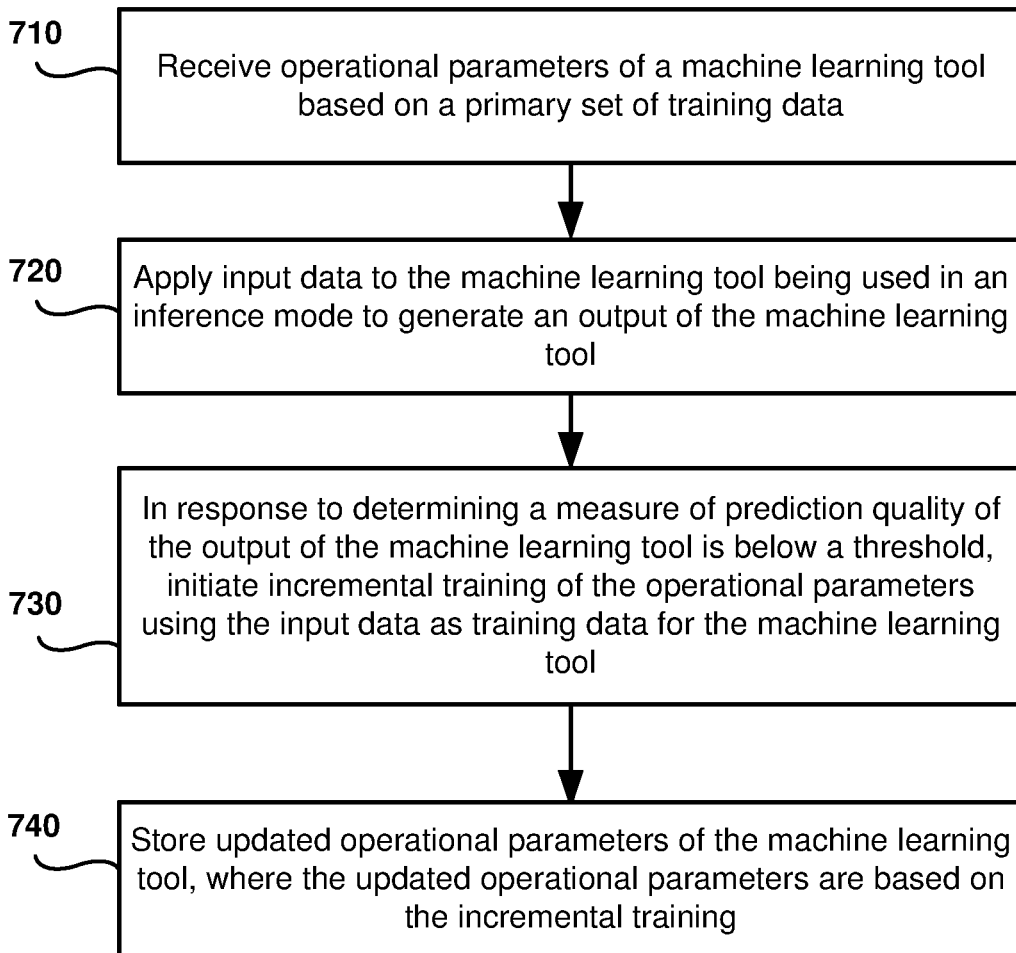 710
Receive operational parameters of a machine learning tool
based on a primary set of training data
720
Apply input data to the machine learning tool being used in an
inference mode to generate an output of the machine learning
tool
730
In response to determining a measure of prediction quality of
the output of the machine learning tool is below a threshold,
initiate incremental training of the operational parameters
using the input data as training data for the machine learning
tool
740
Store updated operational parameters of the machine learning
tool, where the updated operational parameters are based on
the incremental training